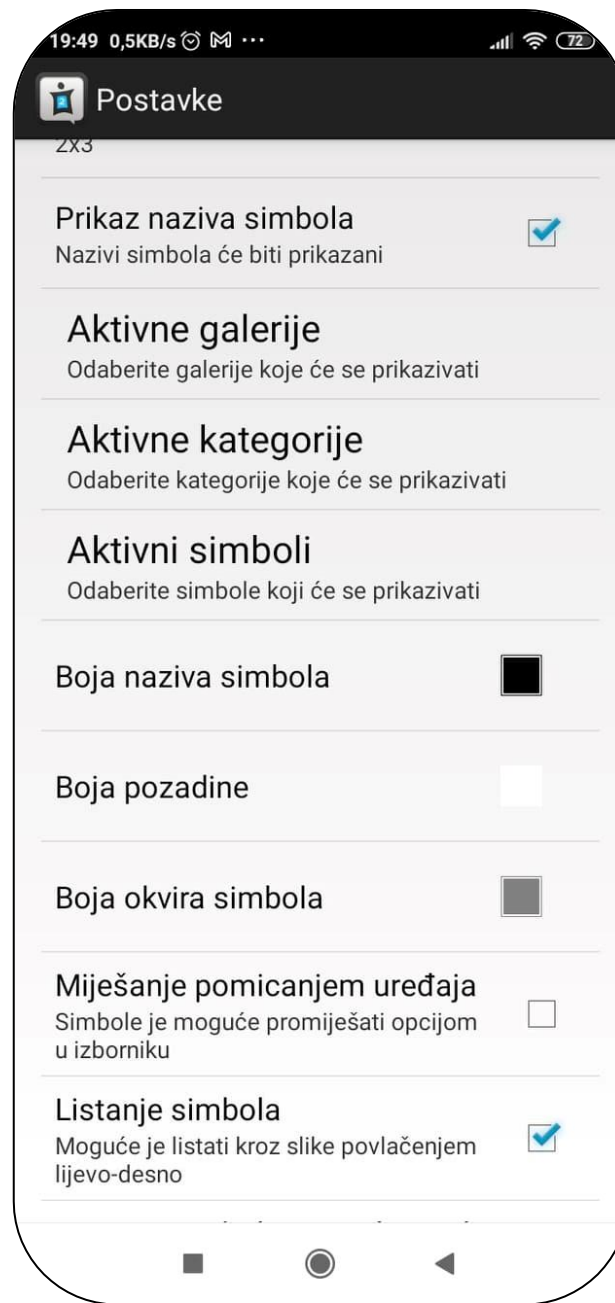 19:49 0,5KB/s ... 72
Postavke
2x3
Prikaz naziva simbola
Nazivi simbola će biti prikazani
Aktivne galerije
Odaberite galerije koje će se prikazivati
Aktivne kategorije
Odaberite kategorije koje će se prikazivati
Aktivni simboli
Odaberite simbole koji će se prikazivati
Boja naziva simbola
Boja pozadine
Boja okvira simbola
Miješanje pomicanjem uređaja
Simbole je moguće promiješati opcijom
u izborniku
Listanje simbola
Moguće je listati kroz slike povlačenjem
lijevo-desno